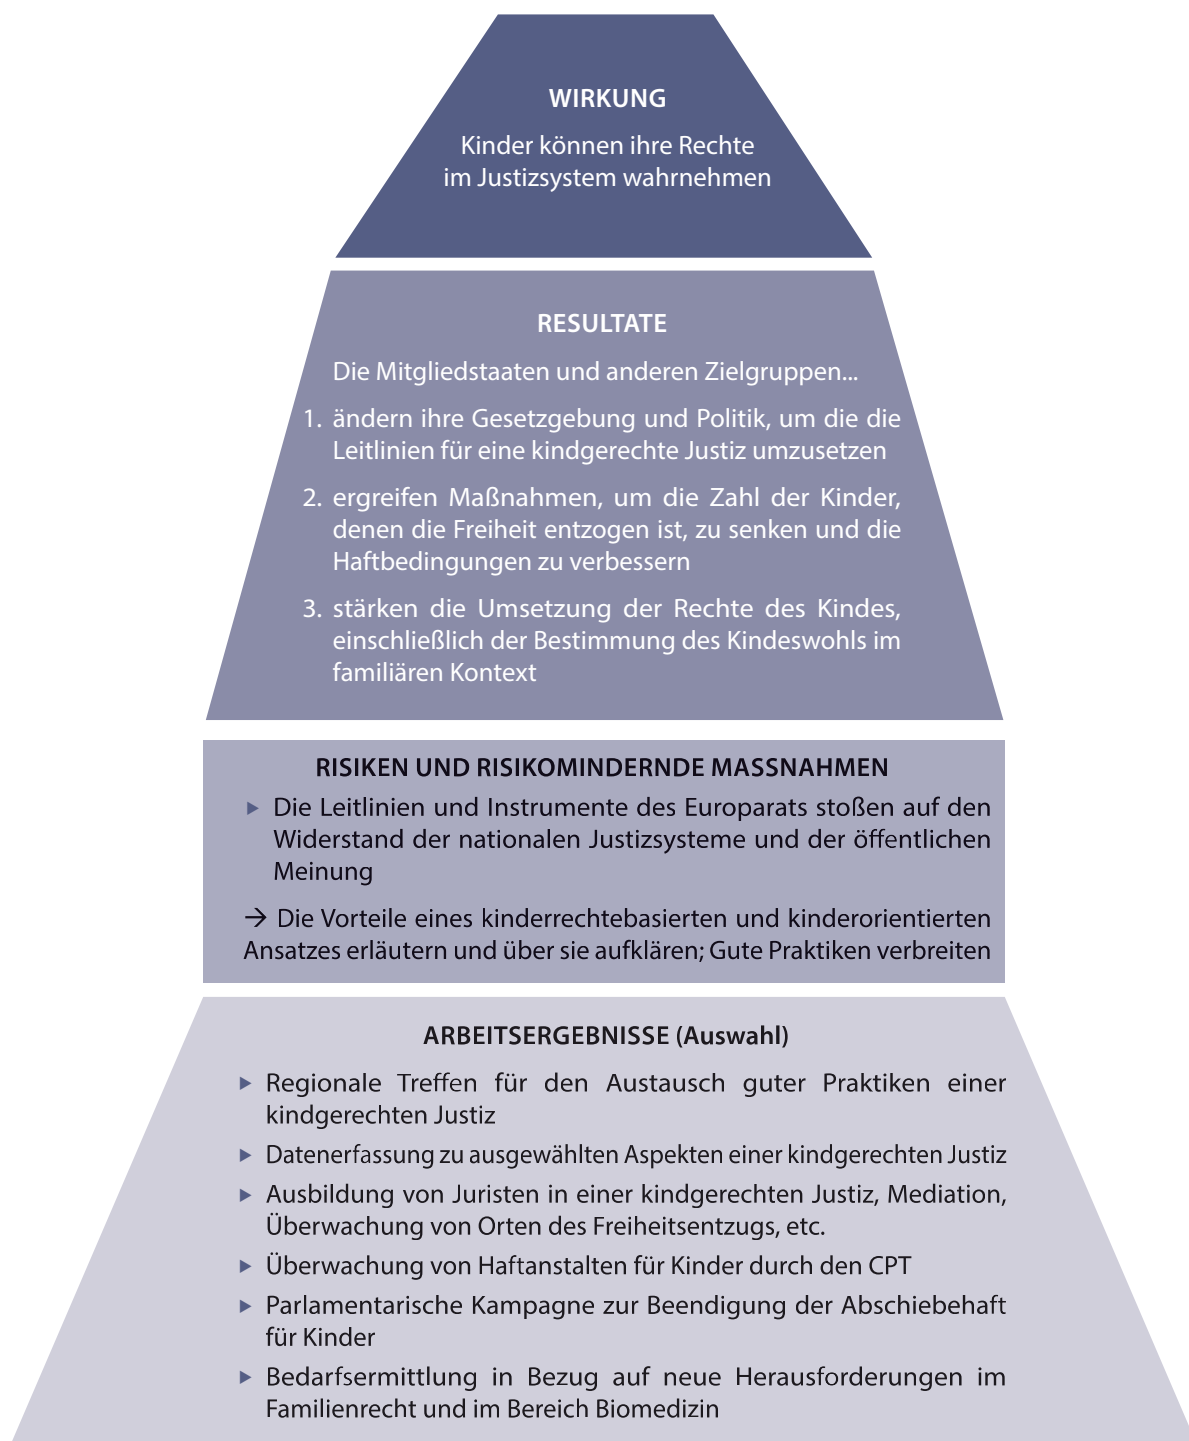 WIRKUNG
Kinder können ihre Rechte
im Justizsystem wahrnehmen
RESULTATE
Die Mitgliedstaaten und anderen Zielgruppen...
1. ändern ihre Gesetzgebung und Politik, um die die
Leitlinien für eine kindgerechte Justiz umzusetzen
2. ergreifen Maßnahmen, um die Zahl der Kinder,
denen die Freiheit entzogen ist, zu senken und die
Haftbedingungen zu verbessern
3. stärken die Umsetzung der Rechte des Kindes,
einschließlich der Bestimmung des Kindeswohls im
familiären Kontext
RISIKEN UND RISIKOMINDERNDE MASSNAHMEN
▶ Die Leitlinien und Instrumente des Europarats stoßen auf den
Widerstand der nationalen Justizsysteme und der öffentlichen
Meinung
→ Die Vorteile eines kinderrechtebasierten und kinderorientierten
Ansatzes erläutern und über sie aufklären; Gute Praktiken verbreiten
ARBEITSERGEBNISSE (Auswahl)
▶ Regionale Treffen für den Austausch guter Praktiken einer
kindgerechten Justiz
▶ Datenerfassung zu ausgewählten Aspekten einer kindgerechten Justiz
▶ Ausbildung von Juristen in einer kindgerechten Justiz, Mediation,
Überwachung von Orten des Freiheitsentzugs, etc.
▶ Überwachung von Haftanstalten für Kinder durch den CPT
▶ Parlamentarische Kampagne zur Beendigung der Abschiebehaft
für Kinder
▶ Bedarfsermittlung in Bezug auf neue Herausforderungen im
Familienrecht und im Bereich Biomedizin